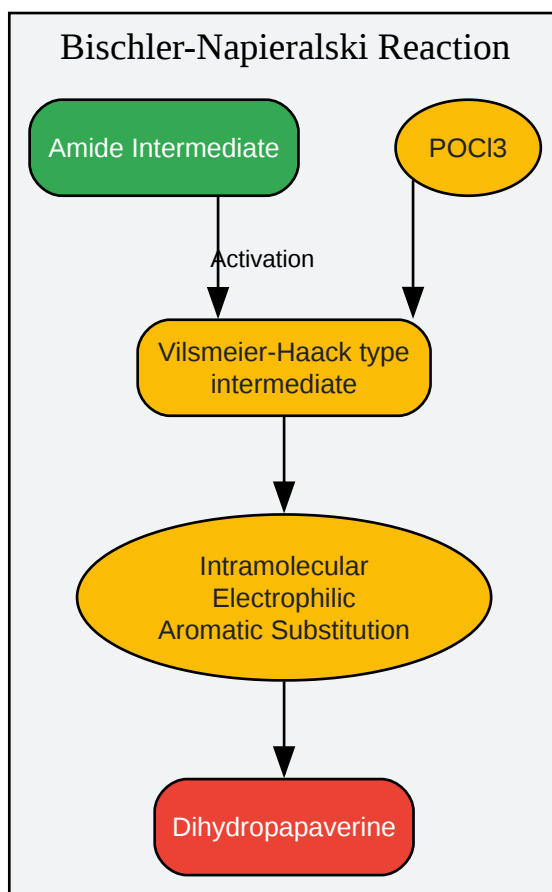 Bischler-Napieralski Reaction
Amide Intermediate
POCl3
Activation
Vilsmeier-Haack type
intermediate
Intramolecular
Electrophilic
Aromatic Substitution
Dihydropapaverine